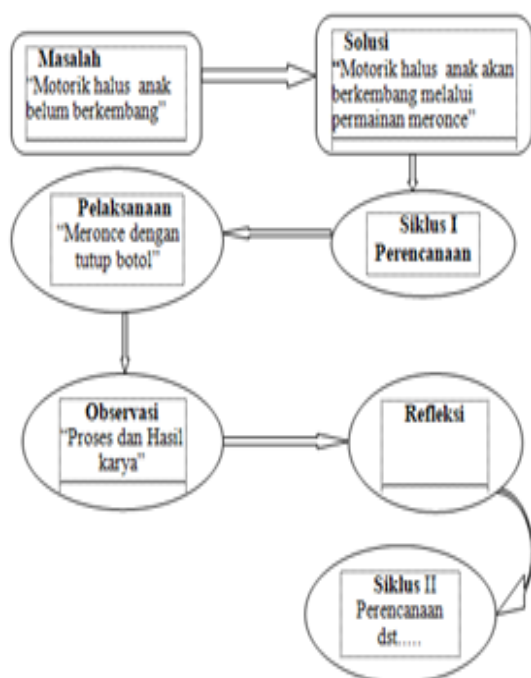 Masalah
“Motorik halus anak
belum berkembang”
Solusi
“Motorik halus anak akan
berkembang melalui
permainan meronce”
Siklus I
Perencanaan
Pelaksanaan
“Meronce dengan
tutup botol”
Observasi
“Proses dan Hasil
karya”
Refleksi
Siklus II
Perencanaan
dst.....